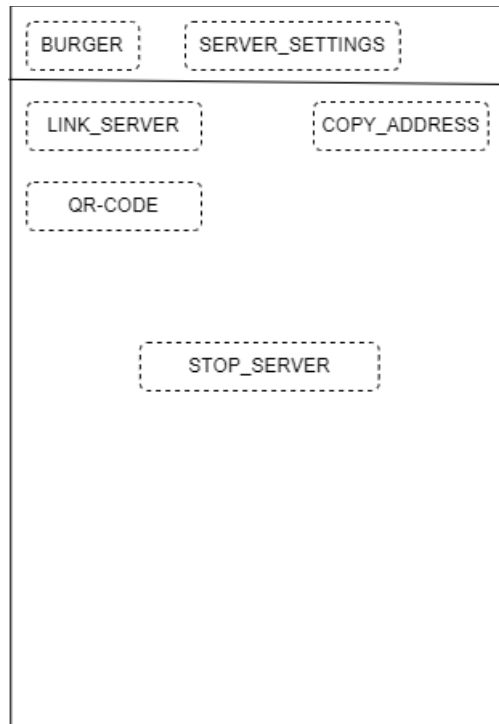 BURGER
SERVER_SETTINGS
LINK_SERVER
COPY_ADDRESS
QR-CODE
STOP_SERVER